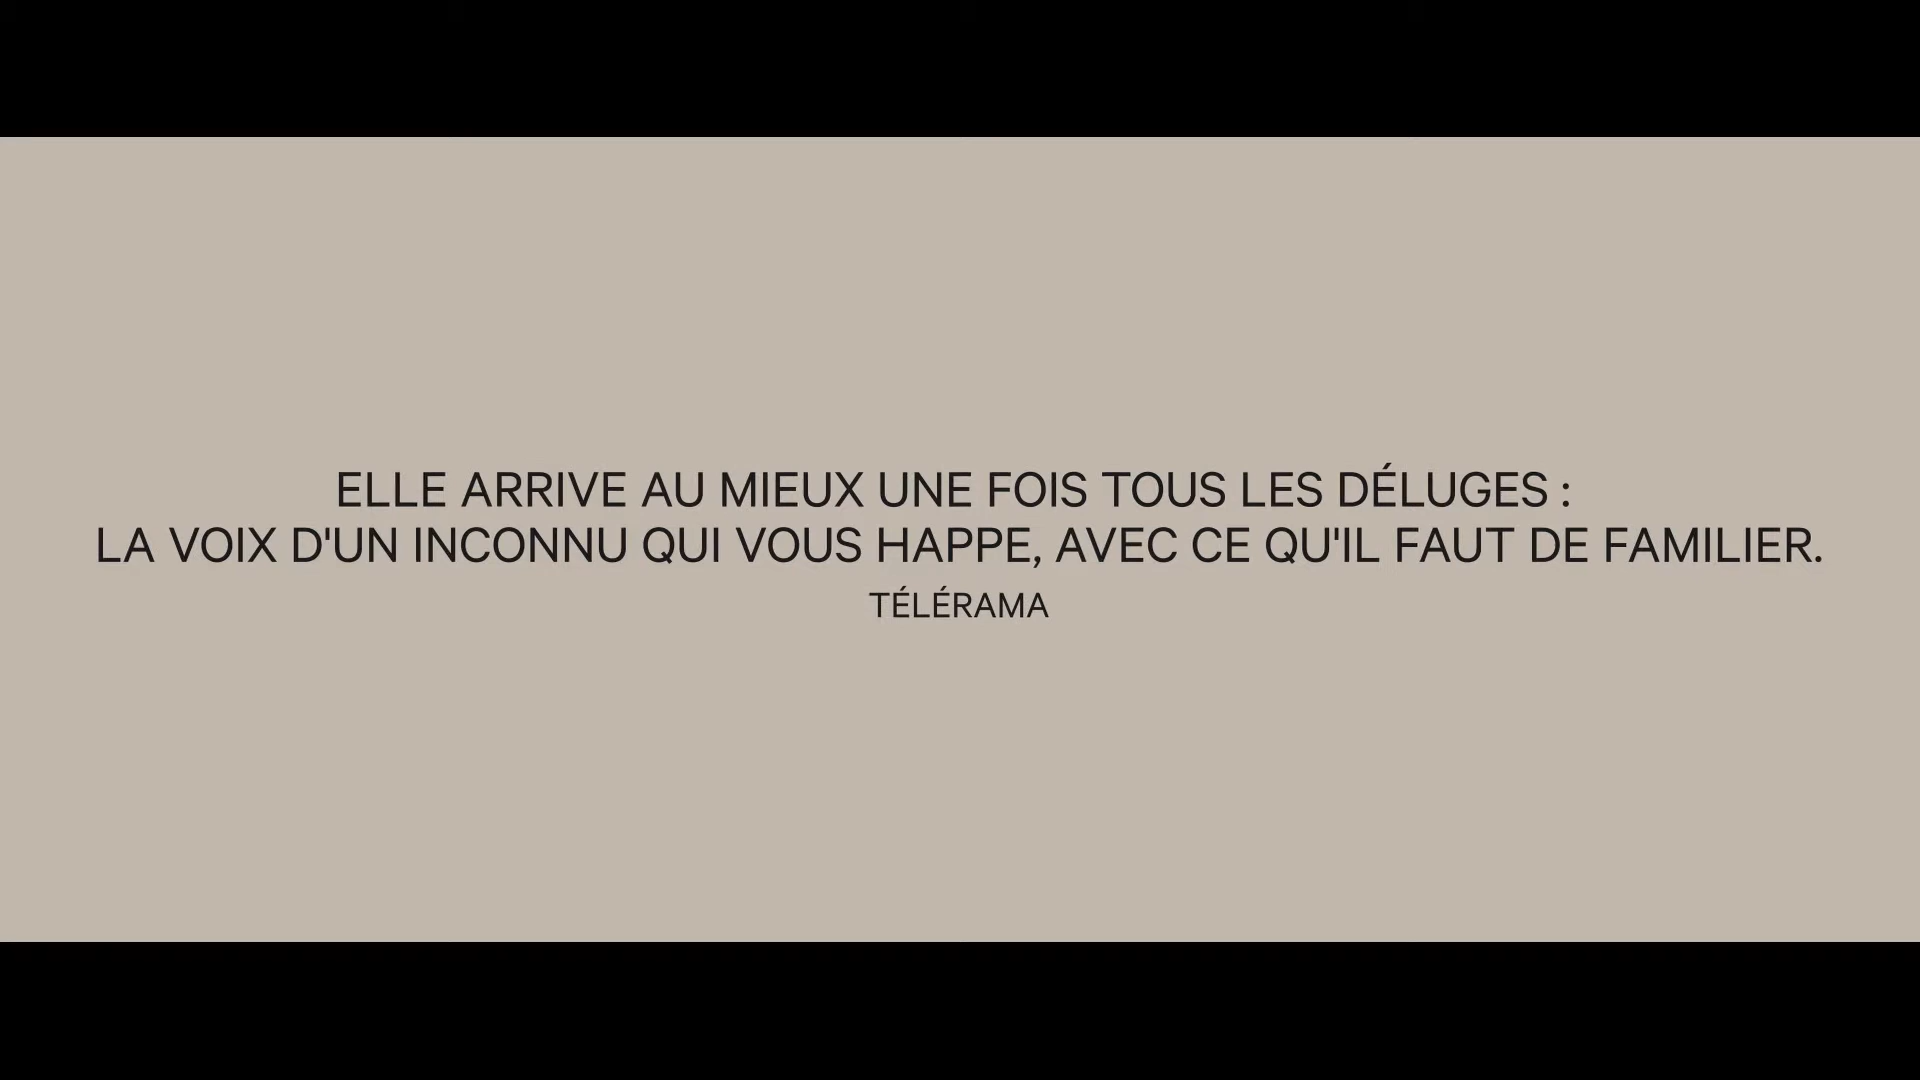 ELLE ARRIVE AU MIEUX UNE FOIS TOUS LES DÉLUGES :
LA VOIX D'UN INCONNU QUI VOUS HAPPE, AVEC CE QU'IL FAUT DE FAMILIER.
TÉLÉRAMA